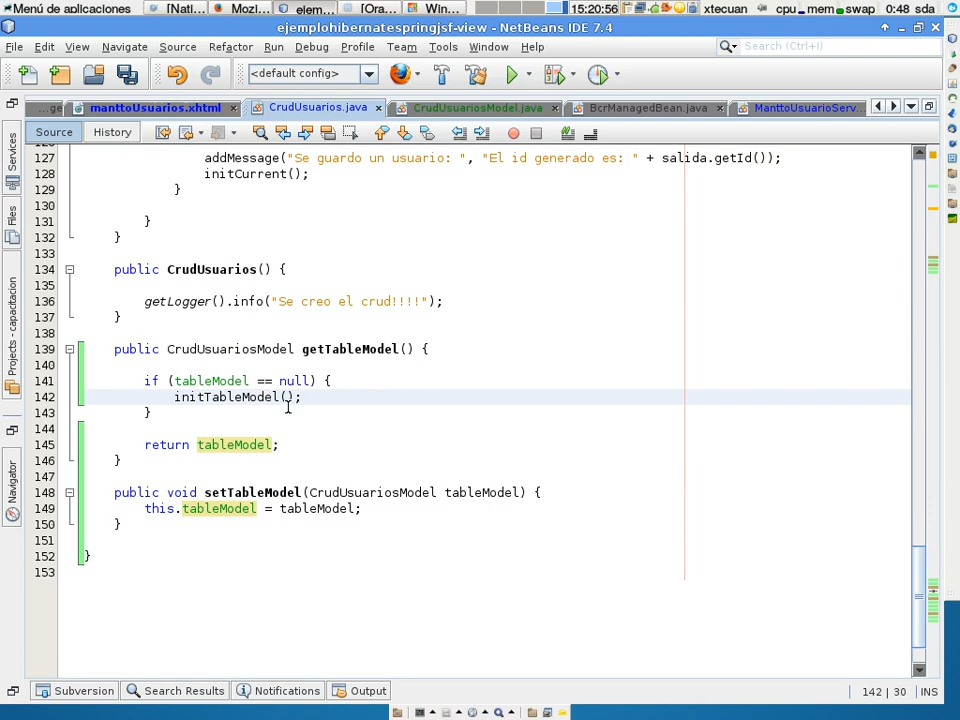 Menú de aplicaciones [Nati... Mozi... ejem... [Ora... Win... 15:20:56 xtecuan cpu mem swap 0:48 sda
ejemplohibernatespringjsf-view - NetBeans IDE 7.4
File Edit View Navigate Source Refactor Run Debug Profile Team Tools Window Help Search (Ctrl+I)
<default config>
...ge manttoUsuarios.xhtml CrudUsuarios.java CrudUsuariosModel.java BcrManagedBean.java ManttoUsuarioServ...
Source History
Services
Files
Projects - capacitacion
Navigator
127 addMessage("Se guardo un usuario: ", "El id generado es: " + salida.getId());
128 initCurrent();
129 }
130
131 }
132 }
133
134 public CrudUsuarios() {
135
136 getLogger().info("Se creo el crud!!!!");
137 }
138
139 public CrudUsuariosModel getTableModel() {
140
141 if (tableModel == null) {
142 initTableModel();
143 }
144
145 return tableModel;
146 }
147
148 public void setTableModel(CrudUsuariosModel tableModel) {
149 this.tableModel = tableModel;
150 }
151
152 }
153
Subversion Search Results Notifications Output 142 | 30 INS